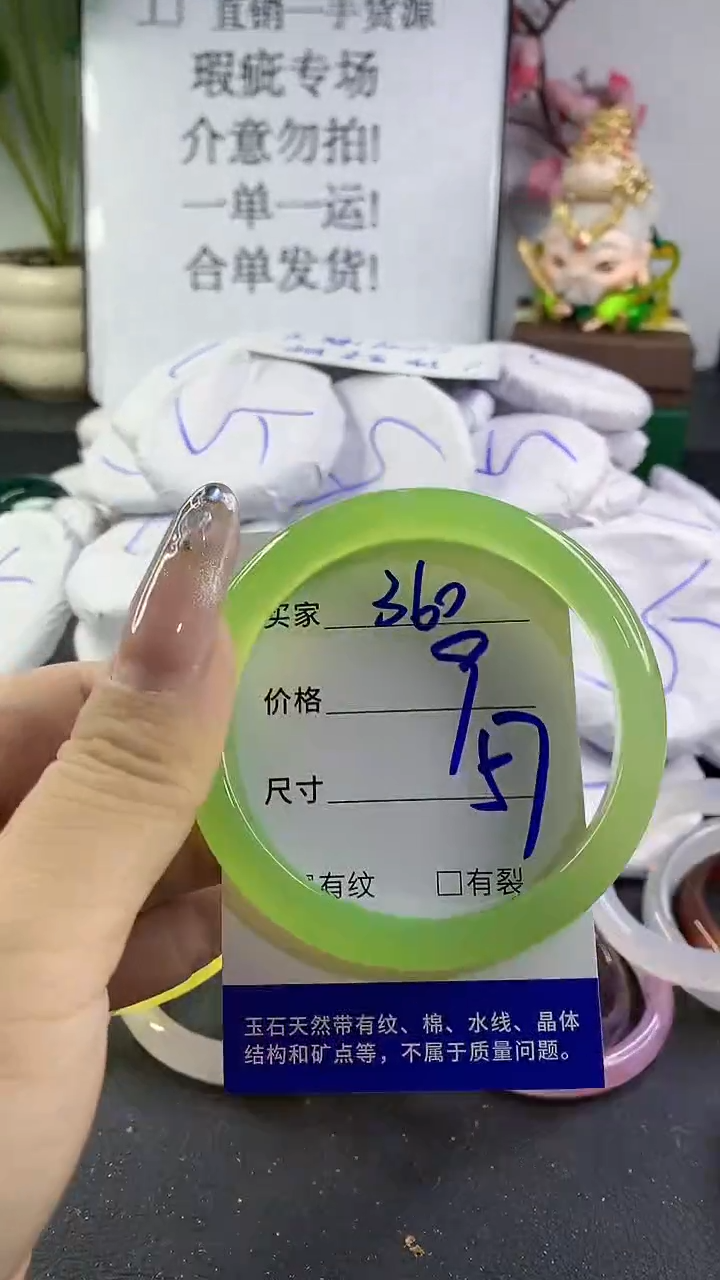 直销一手货源
瑕疵专场
介意勿拍!
一单一运!
合单发货!
买家 360
价格 9
尺寸 57
有纹 □有裂
玉石天然带有纹、棉、水线、晶体
结构和矿点等，不属于质量问题。